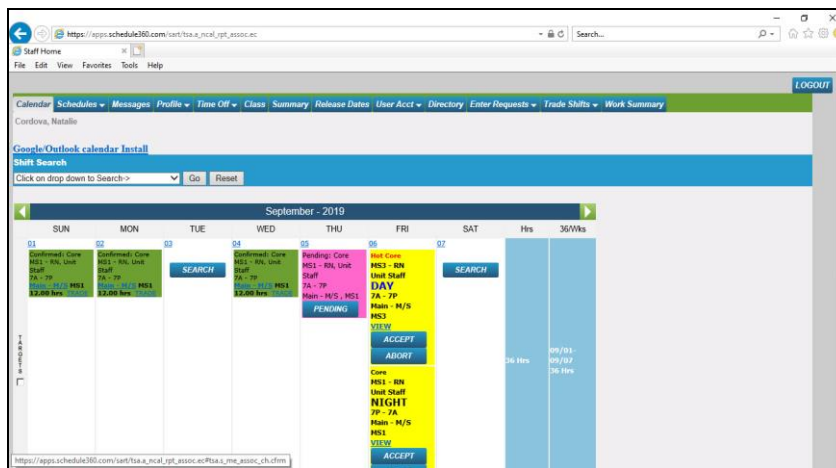 https://apps.schedule360.com/sart/tsa.a_ncal_rpt_assoc.ec
Search...
Staff Home
File Edit View Favorites Tools Help
LOGOUT
Calendar Schedules Messages Profile Time Off Class Summary Release Dates User Acct Directory Enter Requests Trade Shifts Work Summary
Cordova, Natalie
Google/Outlook calendar Install
Shift Search
Click on drop down to Search-> Go Reset
September - 2019
SUN MON TUE WED THU FRI SAT Hrs 36/Wks
01
Confirmed: Core
MS1 - RN, Unit
Staff
7A - 7P
Main - M/S MS1
12.00 hrs TRADE
02
Confirmed: Core
MS1 - RN, Unit
Staff
7A - 7P
Main - M/S MS1
12.00 hrs TRADE
03
SEARCH
04
Confirmed: Core
MS1 - RN, Unit
Staff
7A - 7P
Main - M/S MS1
12.00 hrs TRADE
05
Pending: Core
MS1 - RN, Unit
Staff
7A - 7P
Main - M/S , MS1
PENDING
06
Hot Core
MS3 - RN
Unit Staff
DAY
7A - 7P
Main - M/S
MS3
VIEW
ACCEPT
ABORT
Core
MS1 - RN
Unit Staff
NIGHT
7P - 7A
Main - M/S
MS1
VIEW
ACCEPT
07
SEARCH
36 Hrs
09/01-
09/07
36 Hrs
TARGETS
https://apps.schedule360.com/sart/tsa.a_ncal_rpt_assoc.ec#tsa.s_me_assoc_ch.cfrm